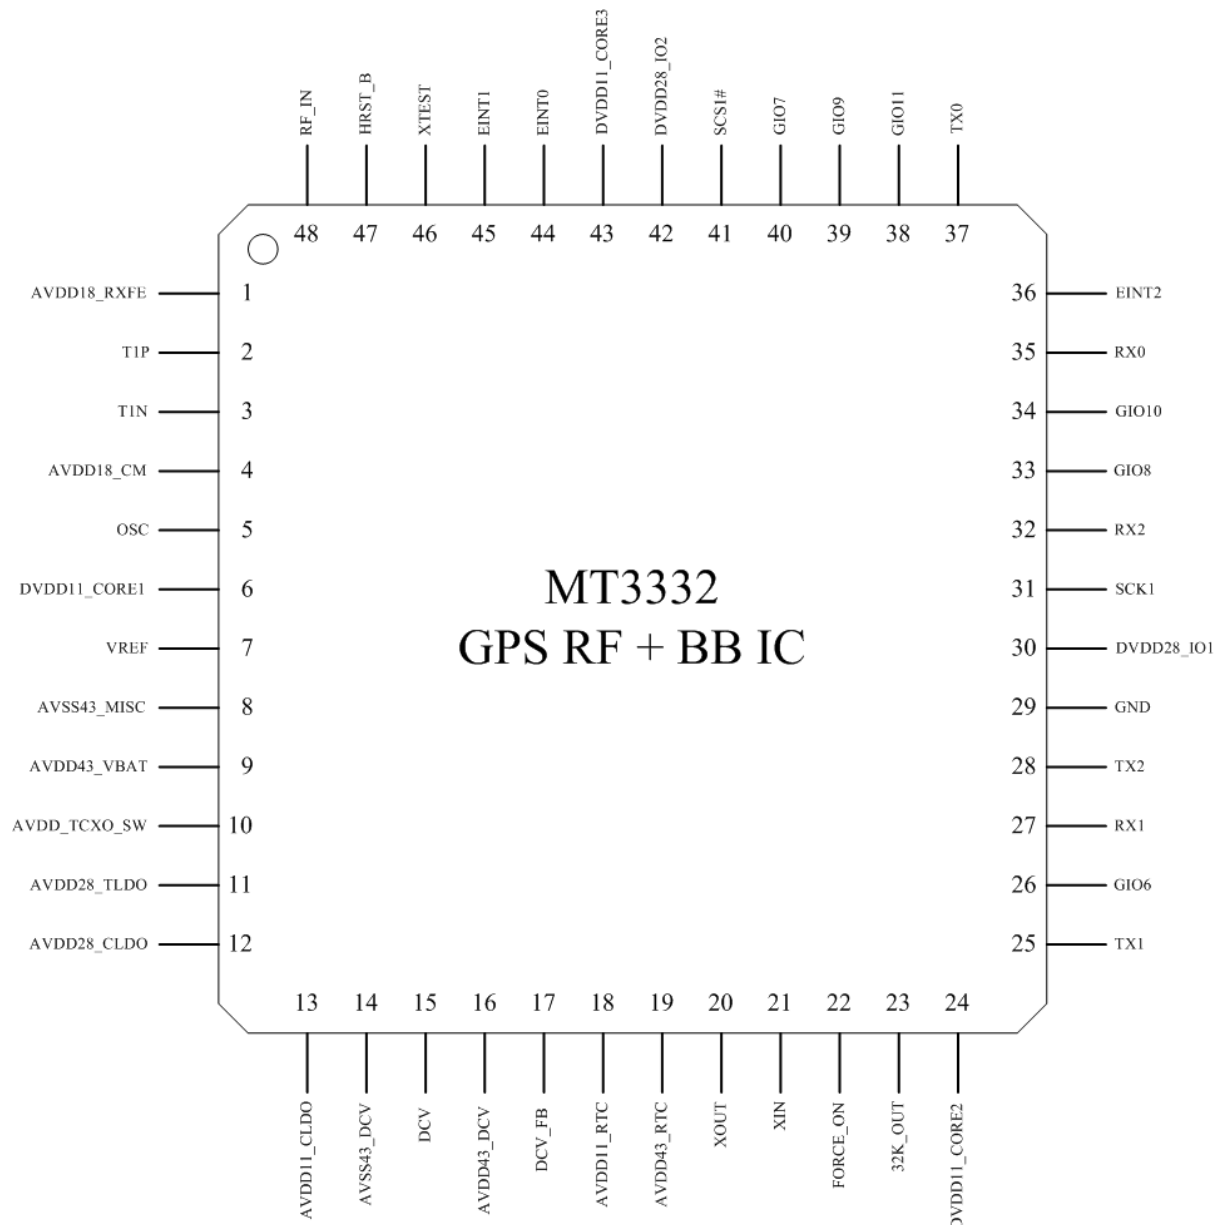 RF_IN
HRST_B
XTEST
EINT1
EINT0
DVDD11_CORE3
DVDD28_IO2
SCS1#
GIO7
GIO9
GIO11
TX0
48 47 46 45 44 43 42 41 40 39 38 37
AVDD18_RXFE 1 36 EINT2
T1P 2 35 RX0
T1N 3 34 GIO10
AVDD18_CM 4 33 GIO8
OSC 5 32 RX2
DVDD11_CORE1 6 31 SCK1
MT3332
VREF 7 30 DVDD28_IO1
GPS RF + BB IC
AVSS43_MISC 8 29 GND
AVDD43_VBAT 9 28 TX2
AVDD_TCXO_SW 10 27 RX1
AVDD28_TLDO 11 26 GIO6
AVDD28_CLDO 12 25 TX1
13 14 15 16 17 18 19 20 21 22 23 24
AVDD11_CLDO
AVSS43_DCV
DCV
AVDD43_DCV
DCV_FB
AVDD11_RTC
AVDD43_RTC
XOUT
XIN
FORCE_ON
32K_OUT
DVDD11_CORE2